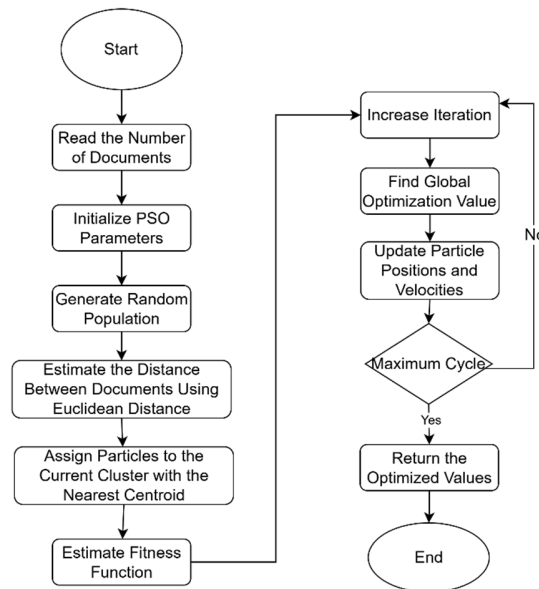 Start
Read the Number
of Documents
Initialize PSO
Parameters
Generate Random
Population
Estimate the Distance
Between Documents Using
Euclidean Distance
Assign Particles to the
Current Cluster with the
Nearest Centroid
Estimate Fitness
Function
Increase Iteration
Find Global
Optimization Value
Update Particle
Positions and
Velocities
Maximum Cycle
No
Yes
Return the
Optimized Values
End